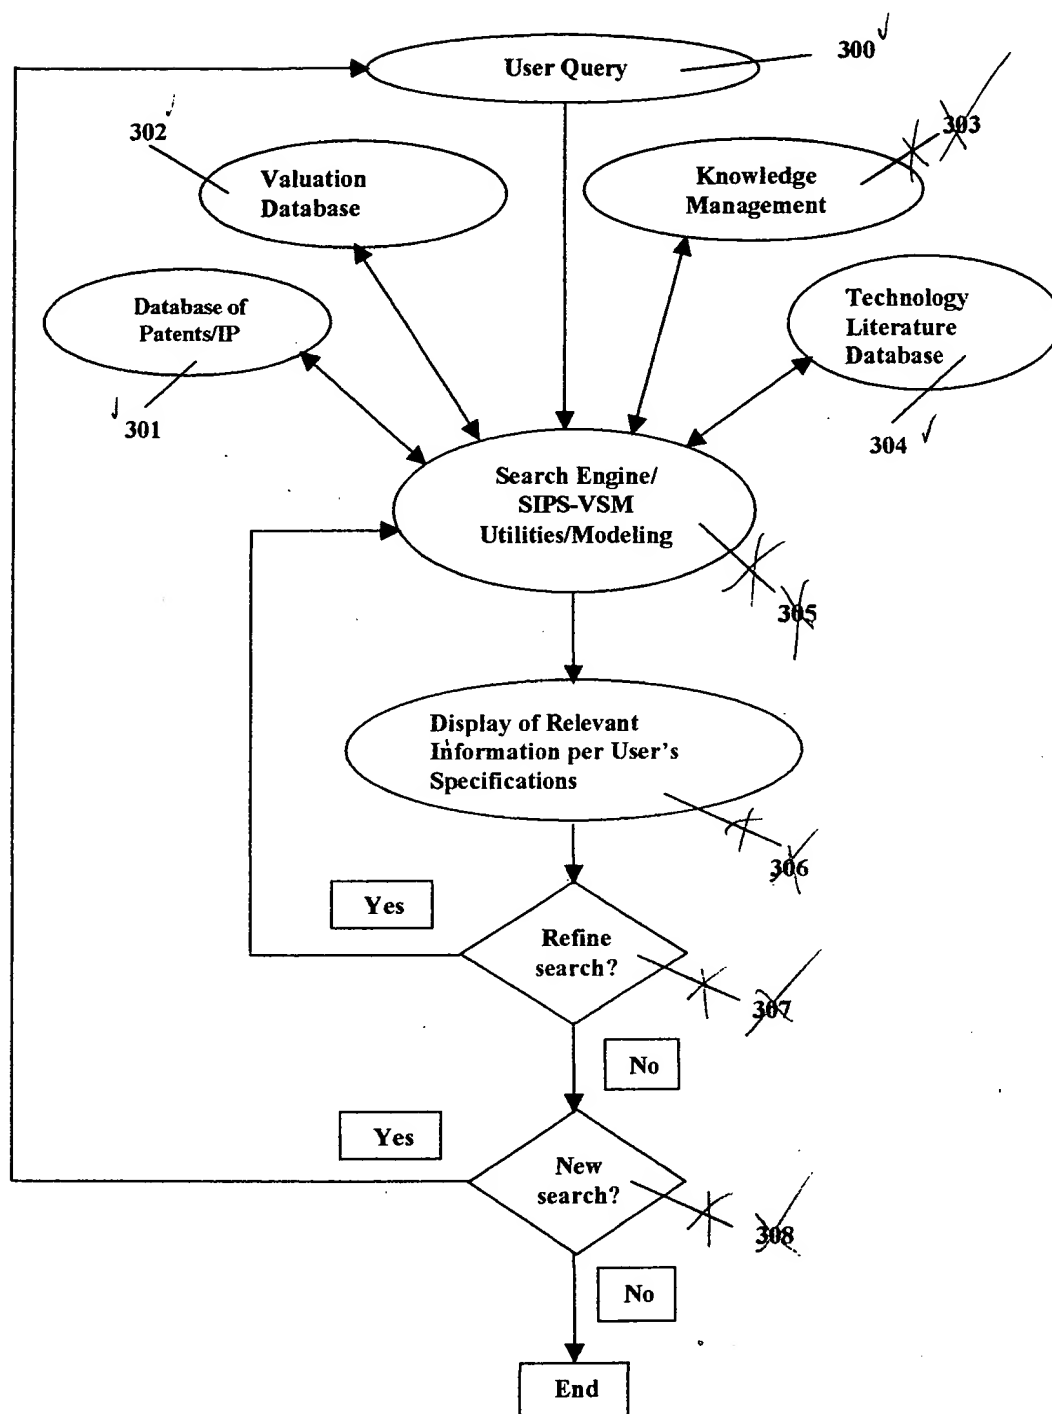 User Query
300
302
303
Valuation
Database
Knowledge
Management
Database of
Patents/IP
Technology
Literature
Database
301
304
Search Engine/
SIPS-VSM
Utilities/Modeling
305
Display of Relevant
Information per User's
Specifications
306
Yes
Refine
search?
307
No
Yes
New
search?
308
No
End